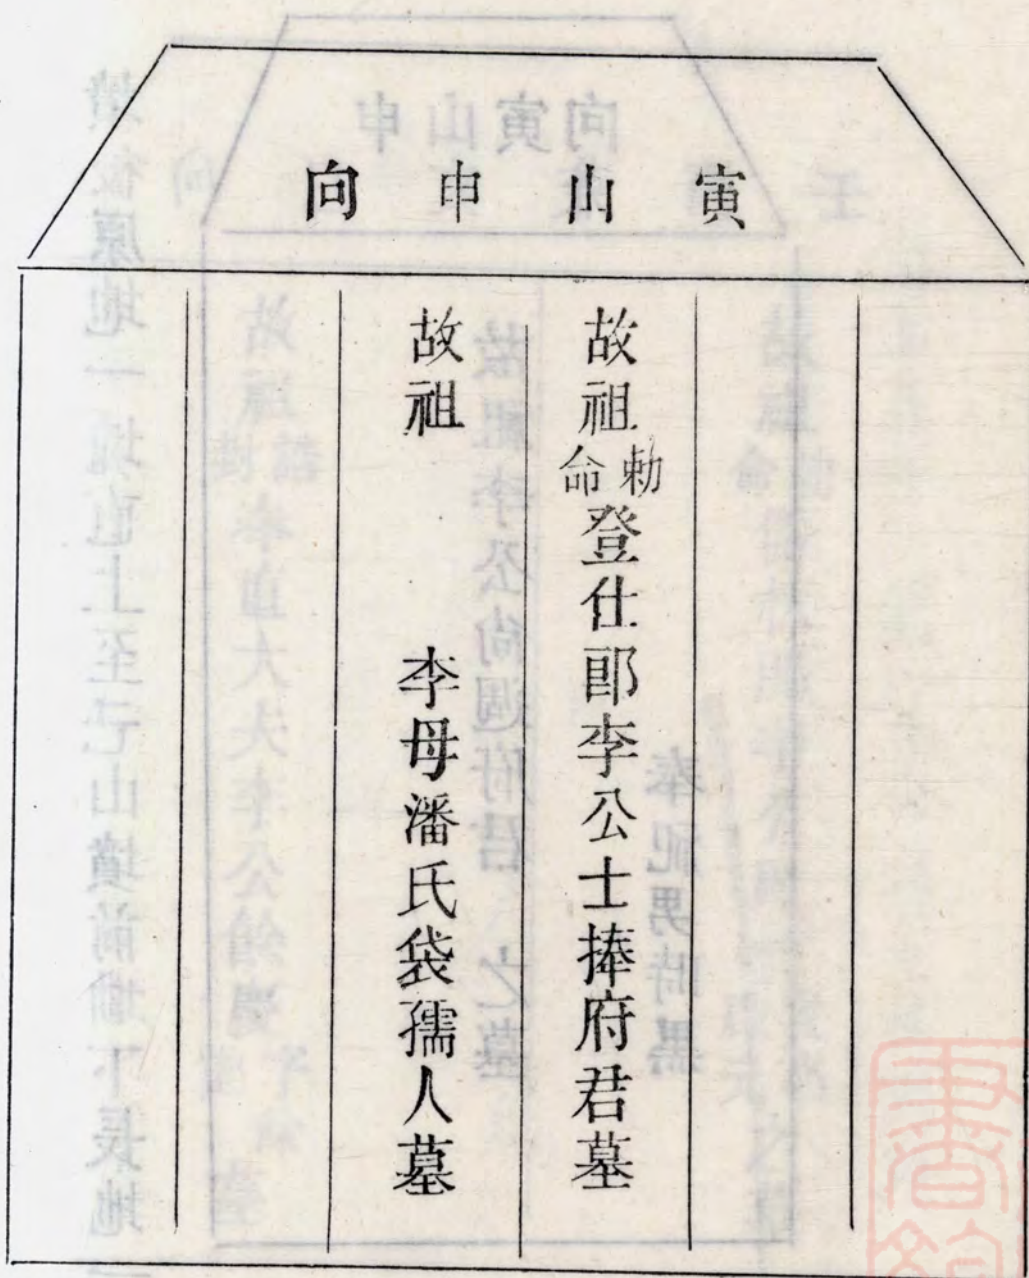 寅山申向
故祖勅命登仕郎李公士捧府君墓
故祖 李母潘氏袋孺人墓